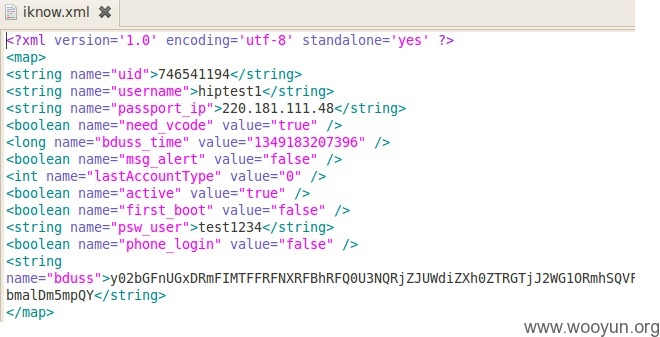 iknow.xml
<?xml version='1.0' encoding='utf-8' standalone='yes' ?>
<map>
<string name="uid">746541194</string>
<string name="username">hiptest1</string>
<string name="passport_ip">220.181.111.48</string>
<boolean name="need_vcode" value="true" />
<long name="bduss_time" value="1349183207396" />
<boolean name="msg_alert" value="false" />
<int name="lastAccountType" value="0" />
<boolean name="active" value="true" />
<boolean name="first_boot" value="false" />
<string name="psw_user">test1234</string>
<boolean name="phone_login" value="false" />
<string
name="bduss">y02bGFnUGxDRmFIMTFFRFNXRFBhRFQ0U3NQRjZJUWdiZXh0ZTRGTjJ2WG1ORmhSQVF
bmalDm5mpQY</string>
</map>
www.wooyun.org